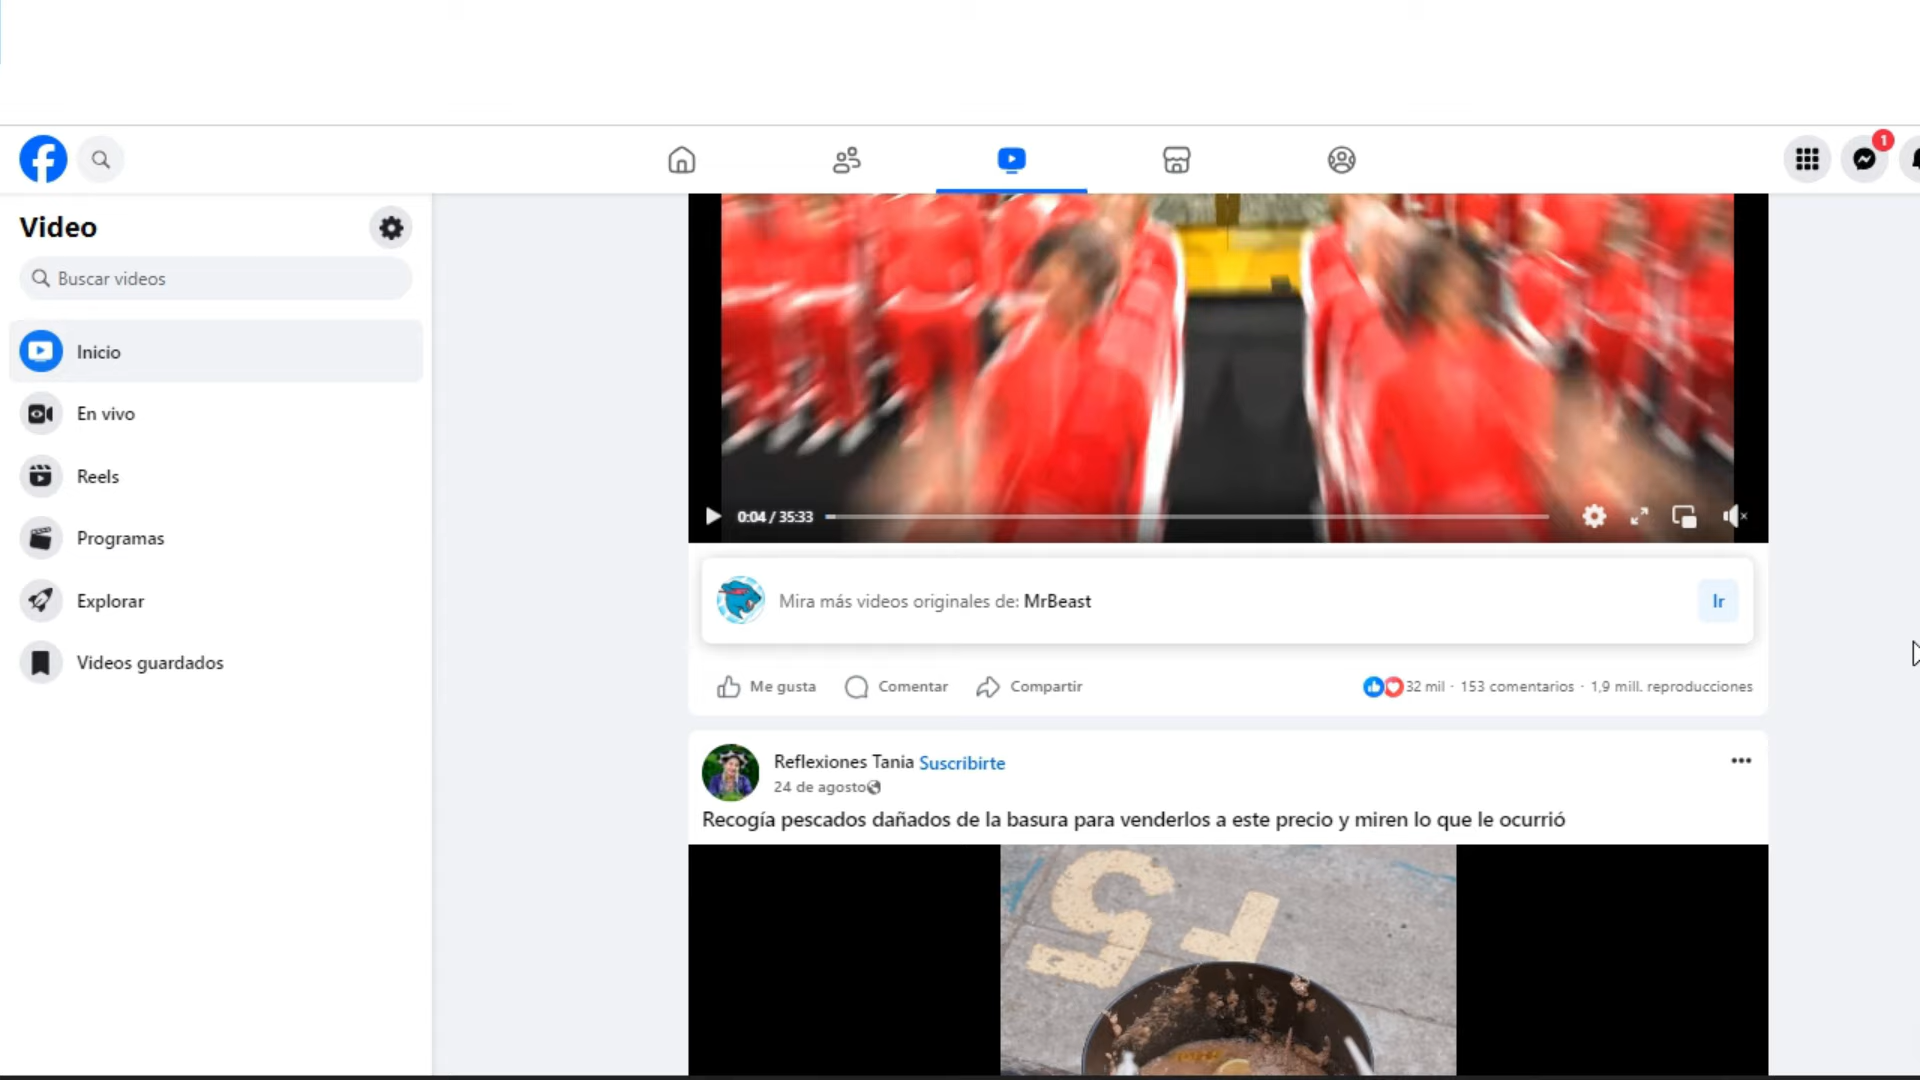 1
Video
Buscar videos
Inicio
En vivo
Reels
Programas
Explorar
Videos guardados
0:04 / 35:33
Mira más videos originales de: MrBeast
Ir
Me gusta
Comentar
Compartir
32 mil · 153 comentarios · 1,9 mill. reproducciones
Reflexiones Tania Suscribirte
24 de agosto
Recogía pescados dañados de la basura para venderlos a este precio y miren lo que le ocurrió